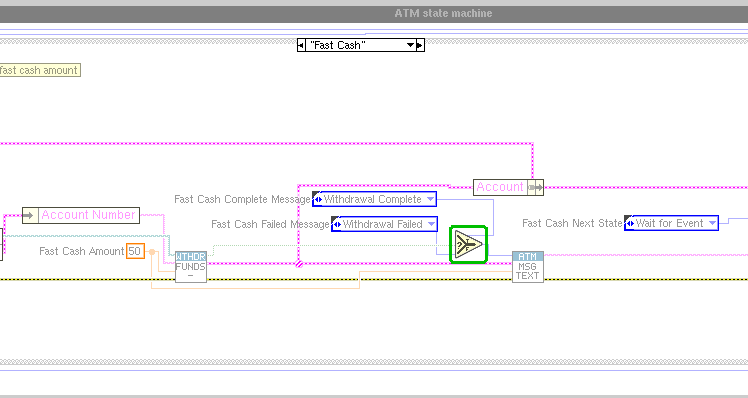 ATM state machine
"Fast Cash"
fast cash amount
Account
Fast Cash Complete Message
Withdrawal Complete
Account Number
Fast Cash Failed Message
Withdrawal Failed
Fast Cash Next State
Wait for Event
Fast Cash Amount
50
WTHDR
FUNDS
–
?
T
F
ATM
MSG
TEXT